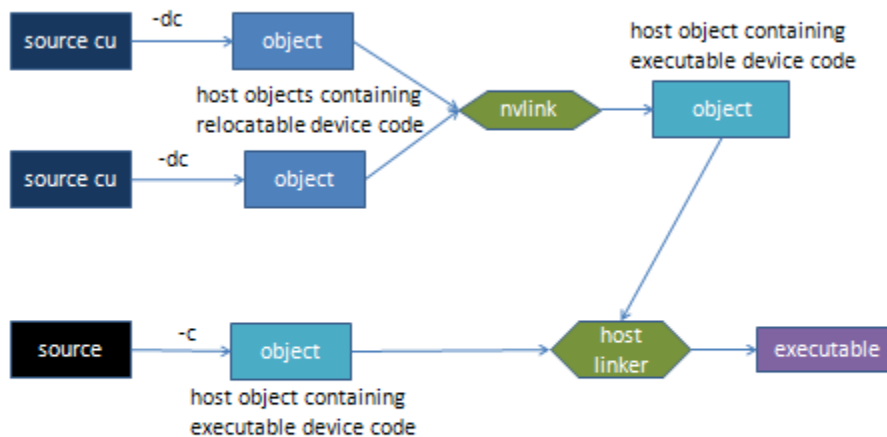 -dc
source cu
object
host object containing
executable device code
host objects containing
relocatable device code
nvlink
object
-dc
source cu
object
-c
source
object
host
linker
executable
host object containing
executable device code